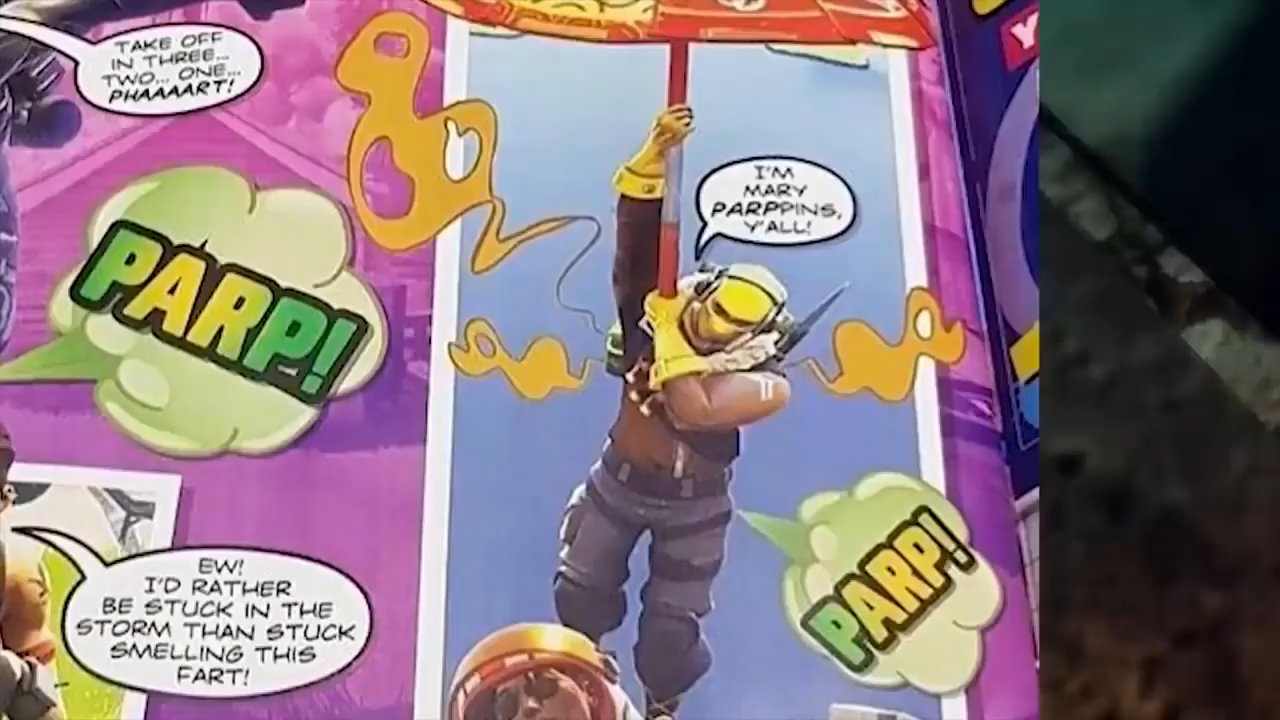 TAKE OFF
IN THREE...
TWO... ONE...
PHAAAART!
PARP!
I'M
MARY
PARPPINS,
Y'ALL!
PARP!
EW!
I'D RATHER
BE STUCK IN THE
STORM THAN STUCK
SMELLING THIS
FART!
Y